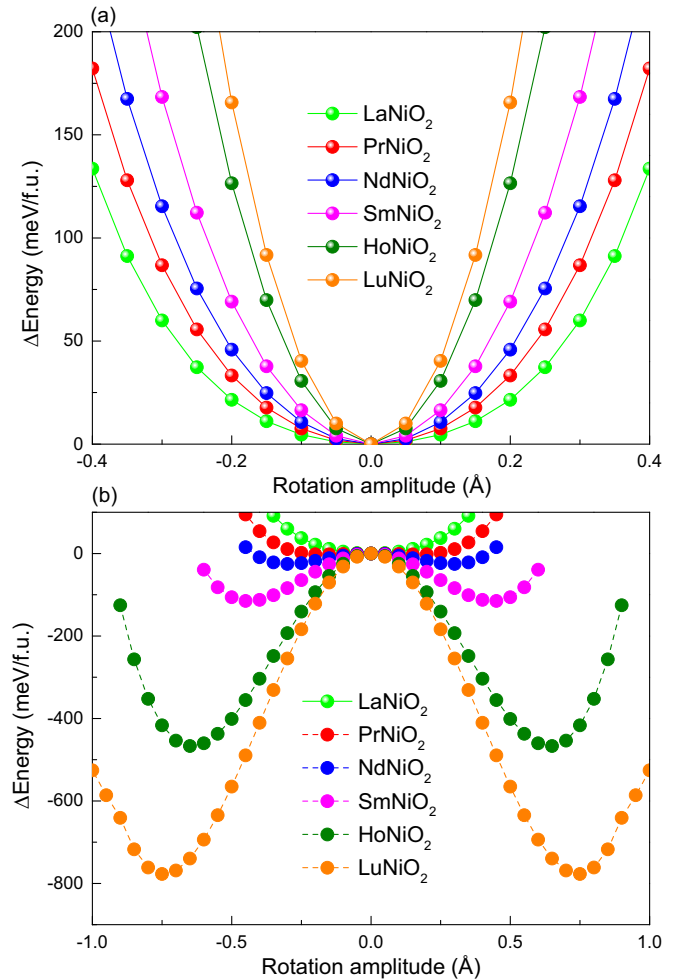 (a)
200
150
100
50
0
ΔEnergy (meV/f.u.)
LaNiO₂
PrNiO₂
NdNiO₂
SmNiO₂
HoNiO₂
LuNiO₂
-0.4 -0.2 0.0 0.2 0.4
Rotation amplitude (Å)
(b)
0
-200
-400
-600
-800
ΔEnergy (meV/f.u.)
LaNiO₂
PrNiO₂
NdNiO₂
SmNiO₂
HoNiO₂
LuNiO₂
-1.0 -0.5 0.0 0.5 1.0
Rotation amplitude (Å)